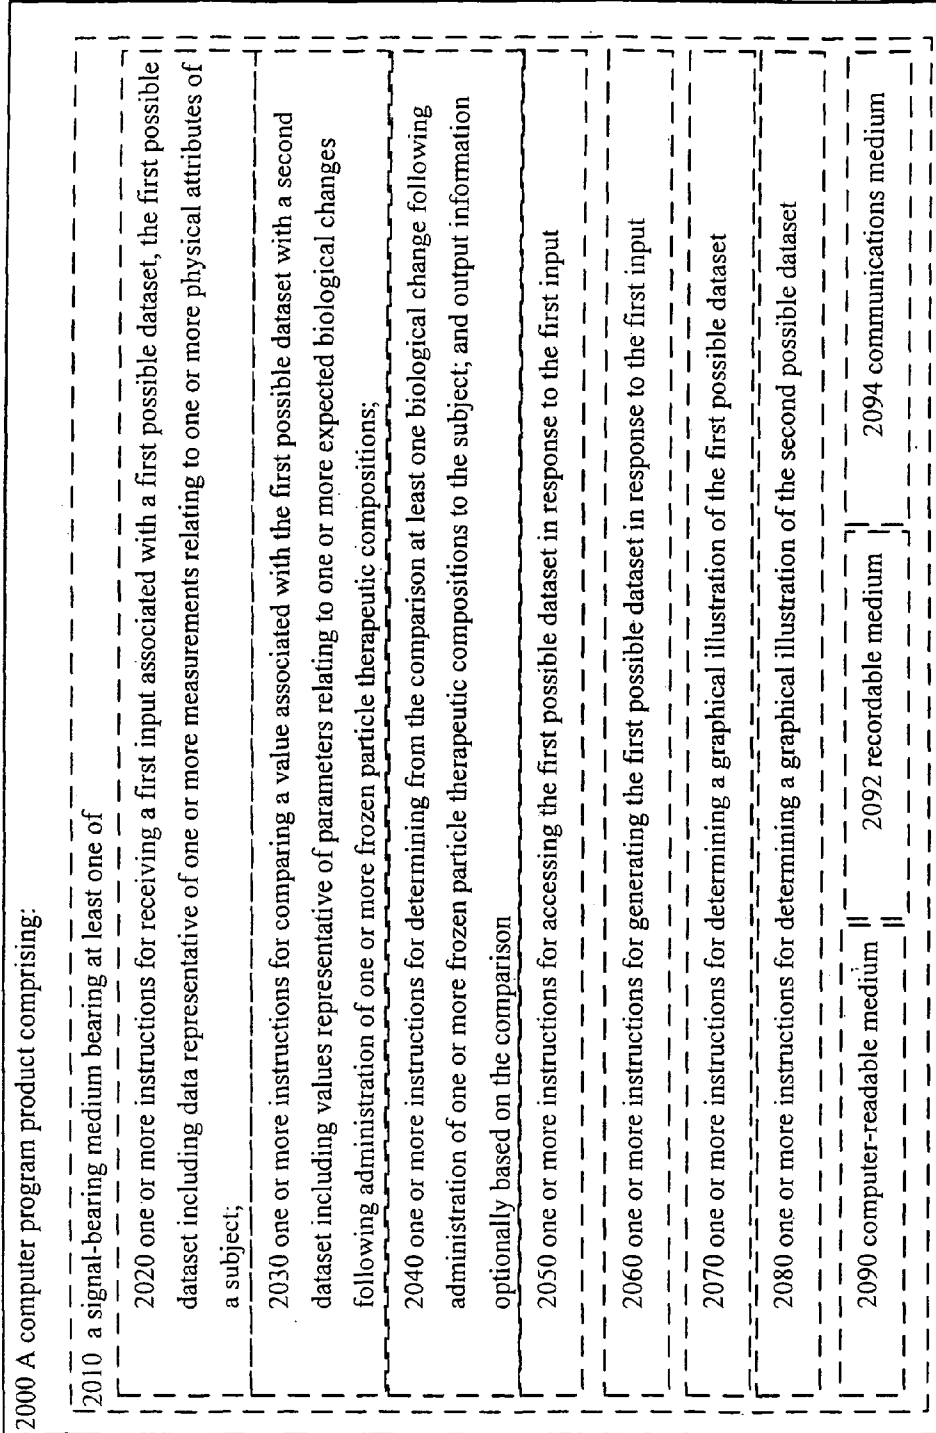 2000 A computer program product comprising:
2010 a signal-bearing medium bearing at least one of
2020 one or more instructions for receiving a first input associated with a first possible dataset, the first possible
dataset including data representative of one or more measurements relating to one or more physical attributes of
a subject;
2030 one or more instructions for comparing a value associated with the first possible dataset with a second
dataset including values representative of parameters relating to one or more expected biological changes
following administration of one or more frozen particle therapeutic compositions;
2040 one or more instructions for determining from the comparison at least one biological change following
administration of one or more frozen particle therapeutic compositions to the subject; and output information
optionally based on the comparison
2050 one or more instructions for accessing the first possible dataset in response to the first input
2060 one or more instructions for generating the first possible dataset in response to the first input
2070 one or more instructions for determining a graphical illustration of the first possible dataset
2080 one or more instructions for determining a graphical illustration of the second possible dataset
2090 computer-readable medium
2092 recordable medium
2094 communications medium